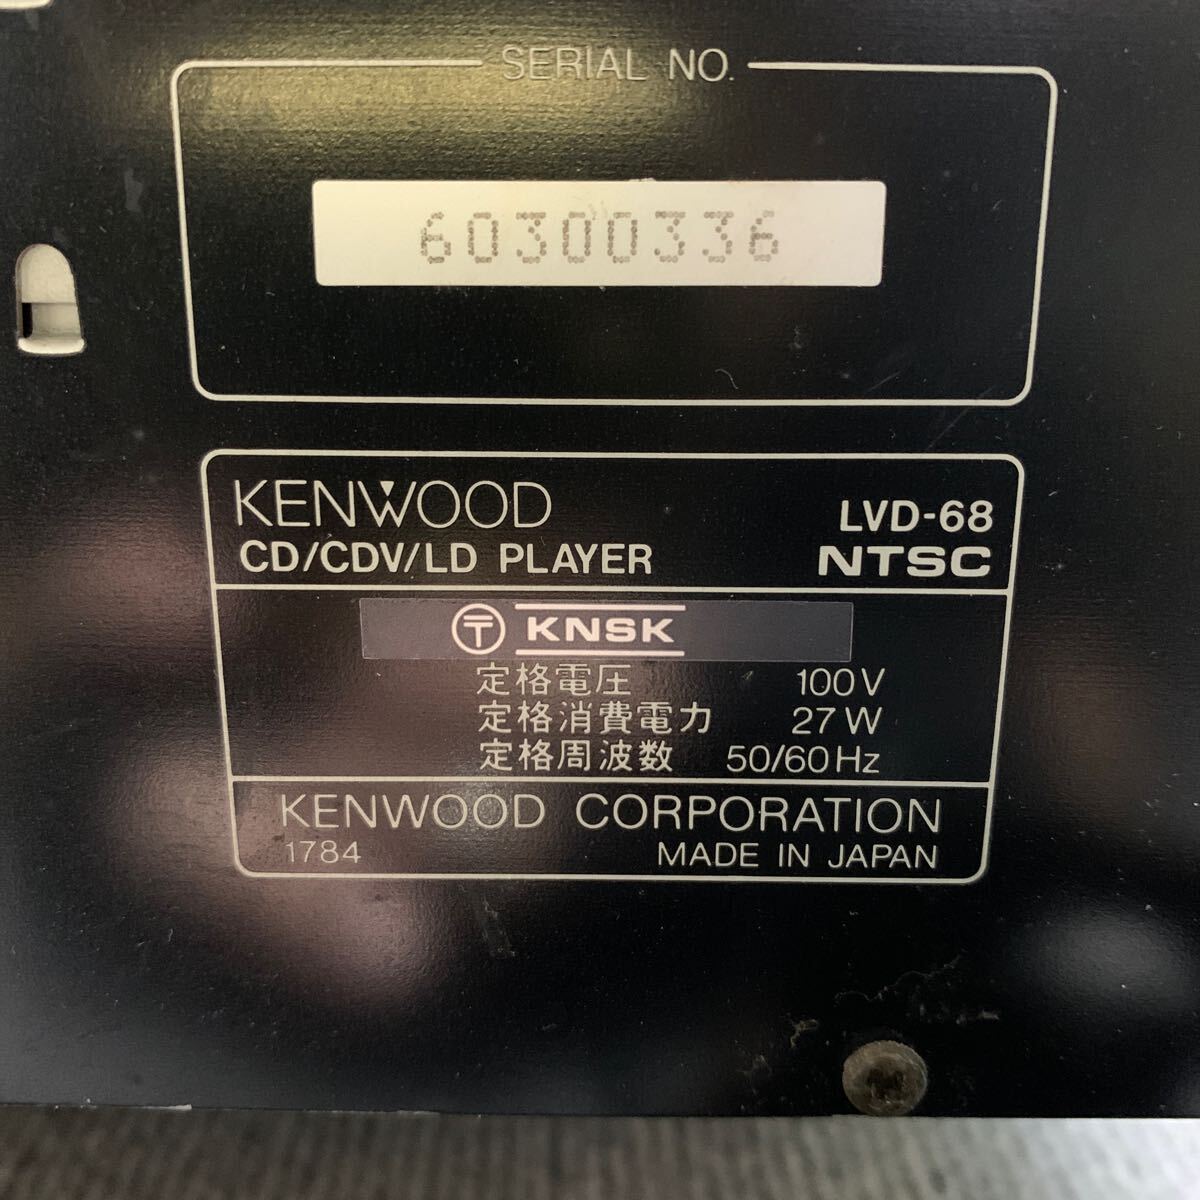 SERIAL NO.
60300336
KENWOOD LVD-68
CD/CDV/LD PLAYER NTSC
〒 KNSK
定格電圧 100V
定格消費電力 27W
定格周波数 50/60Hz
KENWOOD CORPORATION
1784 MADE IN JAPAN